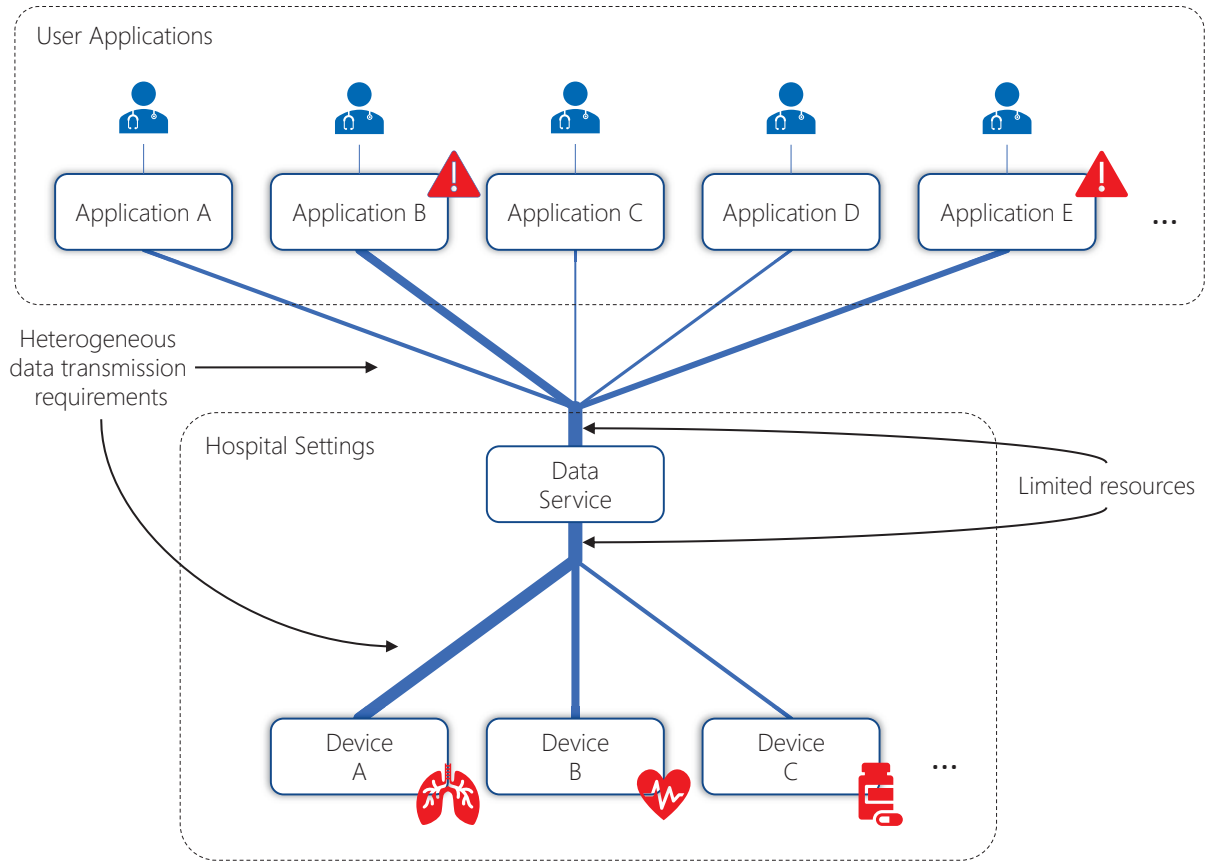 User Applications
Application A
Application B
Application C
Application D
Application E
...
Heterogeneous
data transmission
requirements
Hospital Settings
Data
Service
Limited resources
Device
A
Device
B
Device
C
...